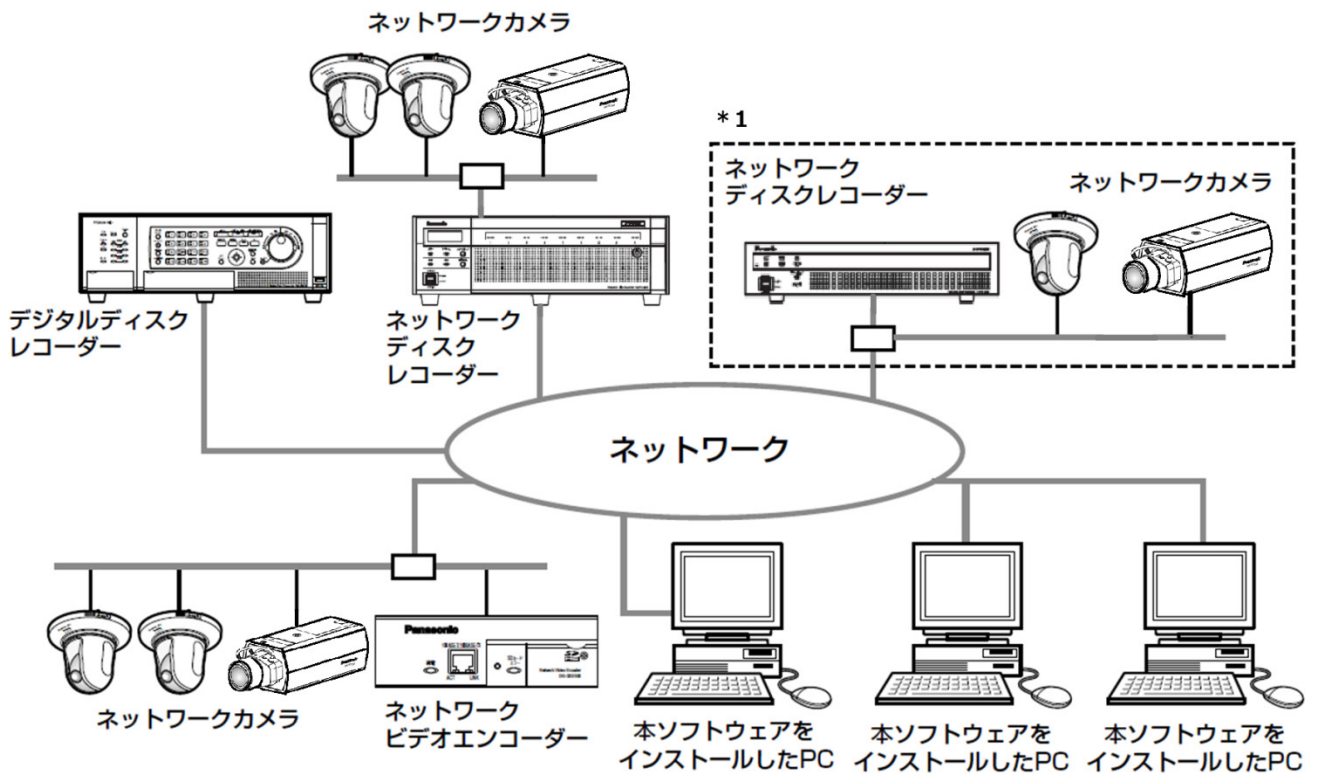 ネットワークカメラ
*1
ネットワーク
ディスクレコーダー
ネットワークカメラ
Panasonic
デジタルディスク
レコーダー
ネットワーク
ディスク
レコーダー
ネットワーク
Panasonic
ACT
LINK
ネットワークカメラ
ネットワーク
ビデオエンコーダー
本ソフトウェアを
インストールしたPC
本ソフトウェアを
インストールしたPC
本ソフトウェアを
インストールしたPC